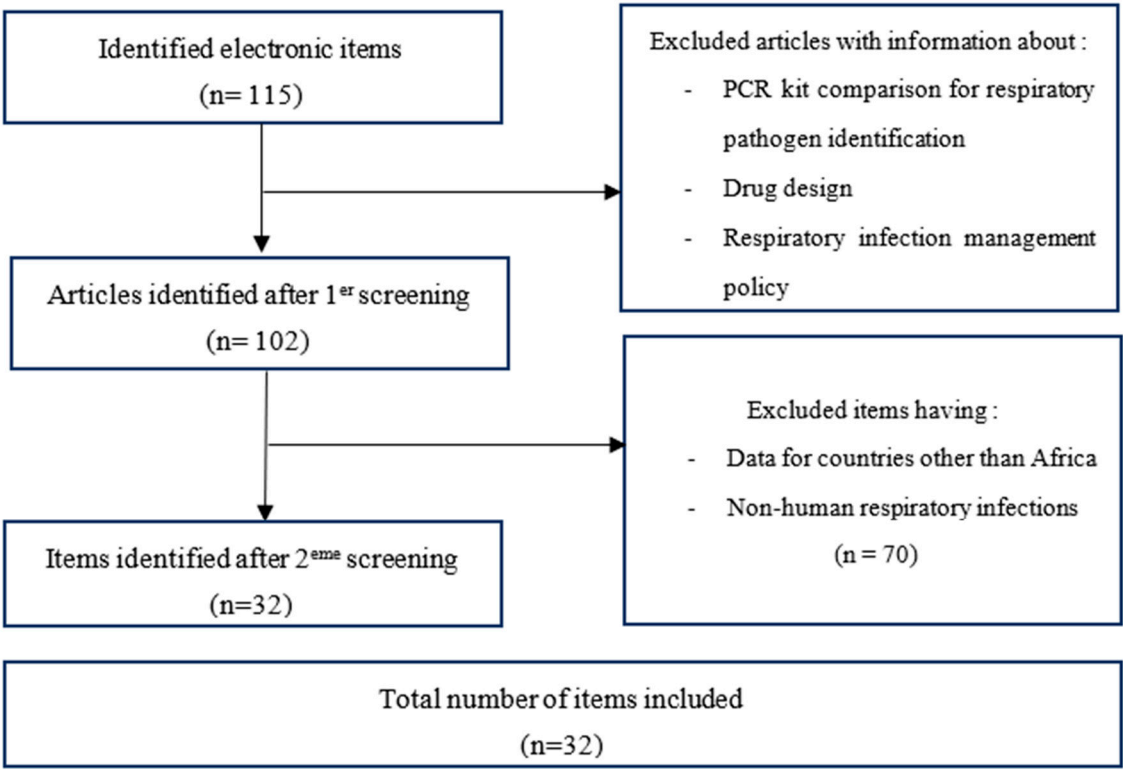 Identified electronic items
(n= 115)
Excluded articles with information about :
- PCR kit comparison for respiratory
pathogen identification
- Drug design
- Respiratory infection management
policy
Articles identified after 1er screening
(n= 102)
Excluded items having :
- Data for countries other than Africa
- Non-human respiratory infections
(n = 70)
Items identified after 2eme screening
(n=32)
Total number of items included
(n=32)